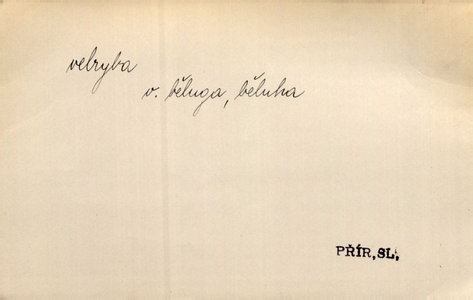 velryba
v. běluga, běluha
PŘÍR, SL,